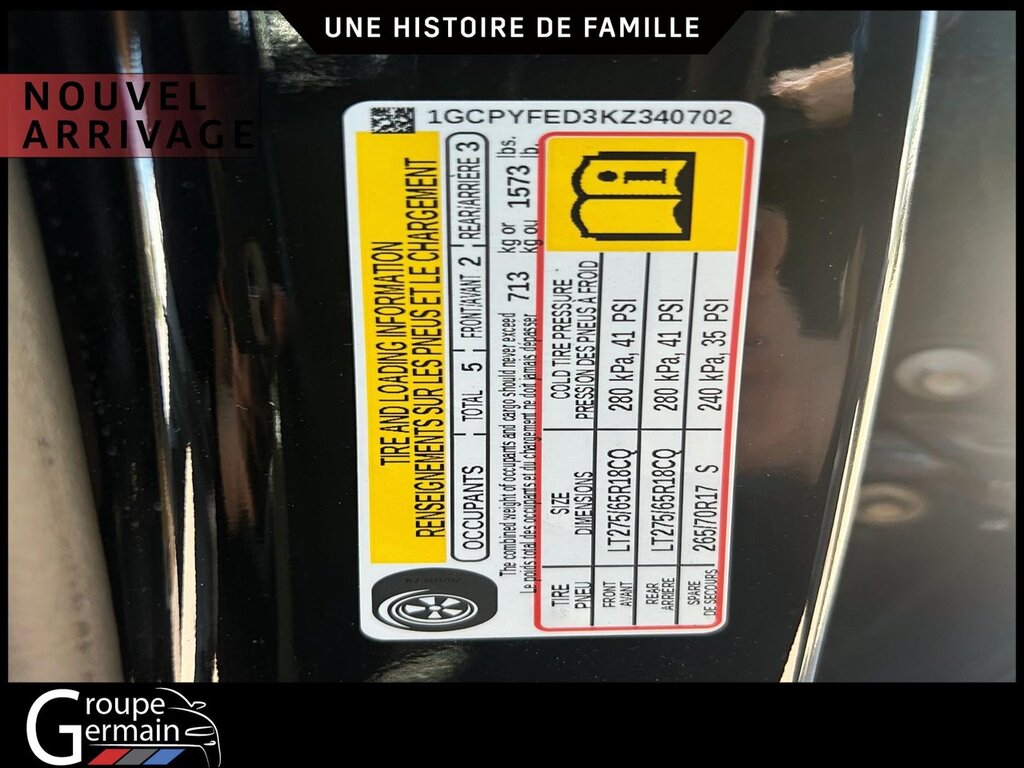 UNE HISTOIRE DE FAMILLE
NOUVEL
ARRIVAGE
1GCPYFED3KZ340702
TIRE AND LOADING INFORMATION
RENSEIGNEMENTS SUR LES PNEUS ET LE CHARGEMENT
OCCUPANTS TOTAL 5 FRONT/AVANT 2 REAR/ARRIÈRE 3
The combined weight of occupants and cargo should never exceed 713 kg or 1573 lbs.
Le poids total des occupants et du chargement ne doit jamais dépasser kg ou lb.
TIRE SIZE COLD TIRE PRESSURE
PNEU DIMENSIONS PRESSION DES PNEUS À FROID
FRONT
AVANT LT275/65R18CQ 280 kPa, 41 PSI
REAR
ARRIÈRE LT275/65R18CQ 280 kPa, 41 PSI
SPARE
DE SECOURS 265/70R17 S 240 kPa, 35 PSI
i
Groupe
Germain